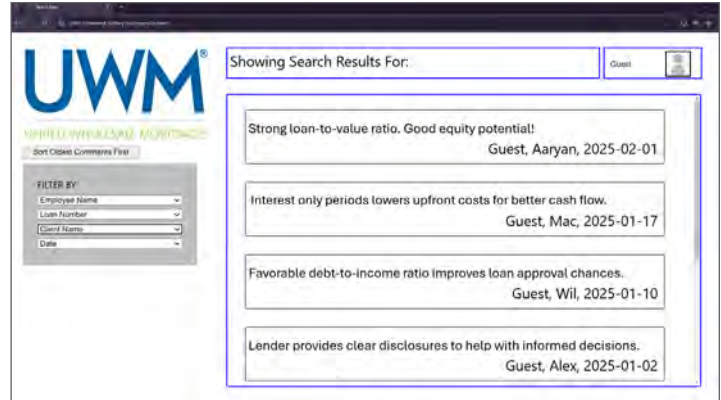 UWM®
UNITED WHOLESALE MORTGAGE
Sort Oldest Comments First
FILTER BY
Employee Name
Loan Number
Client Name
Date
Showing Search Results For:
Guest
Strong loan-to-value ratio. Good equity potential!
Guest, Aaryan, 2025-02-01
Interest only periods lowers upfront costs for better cash flow.
Guest, Mac, 2025-01-17
Favorable debt-to-income ratio improves loan approval chances.
Guest, Wil, 2025-01-10
Lender provides clear disclosures to help with informed decisions.
Guest, Alex, 2025-01-02